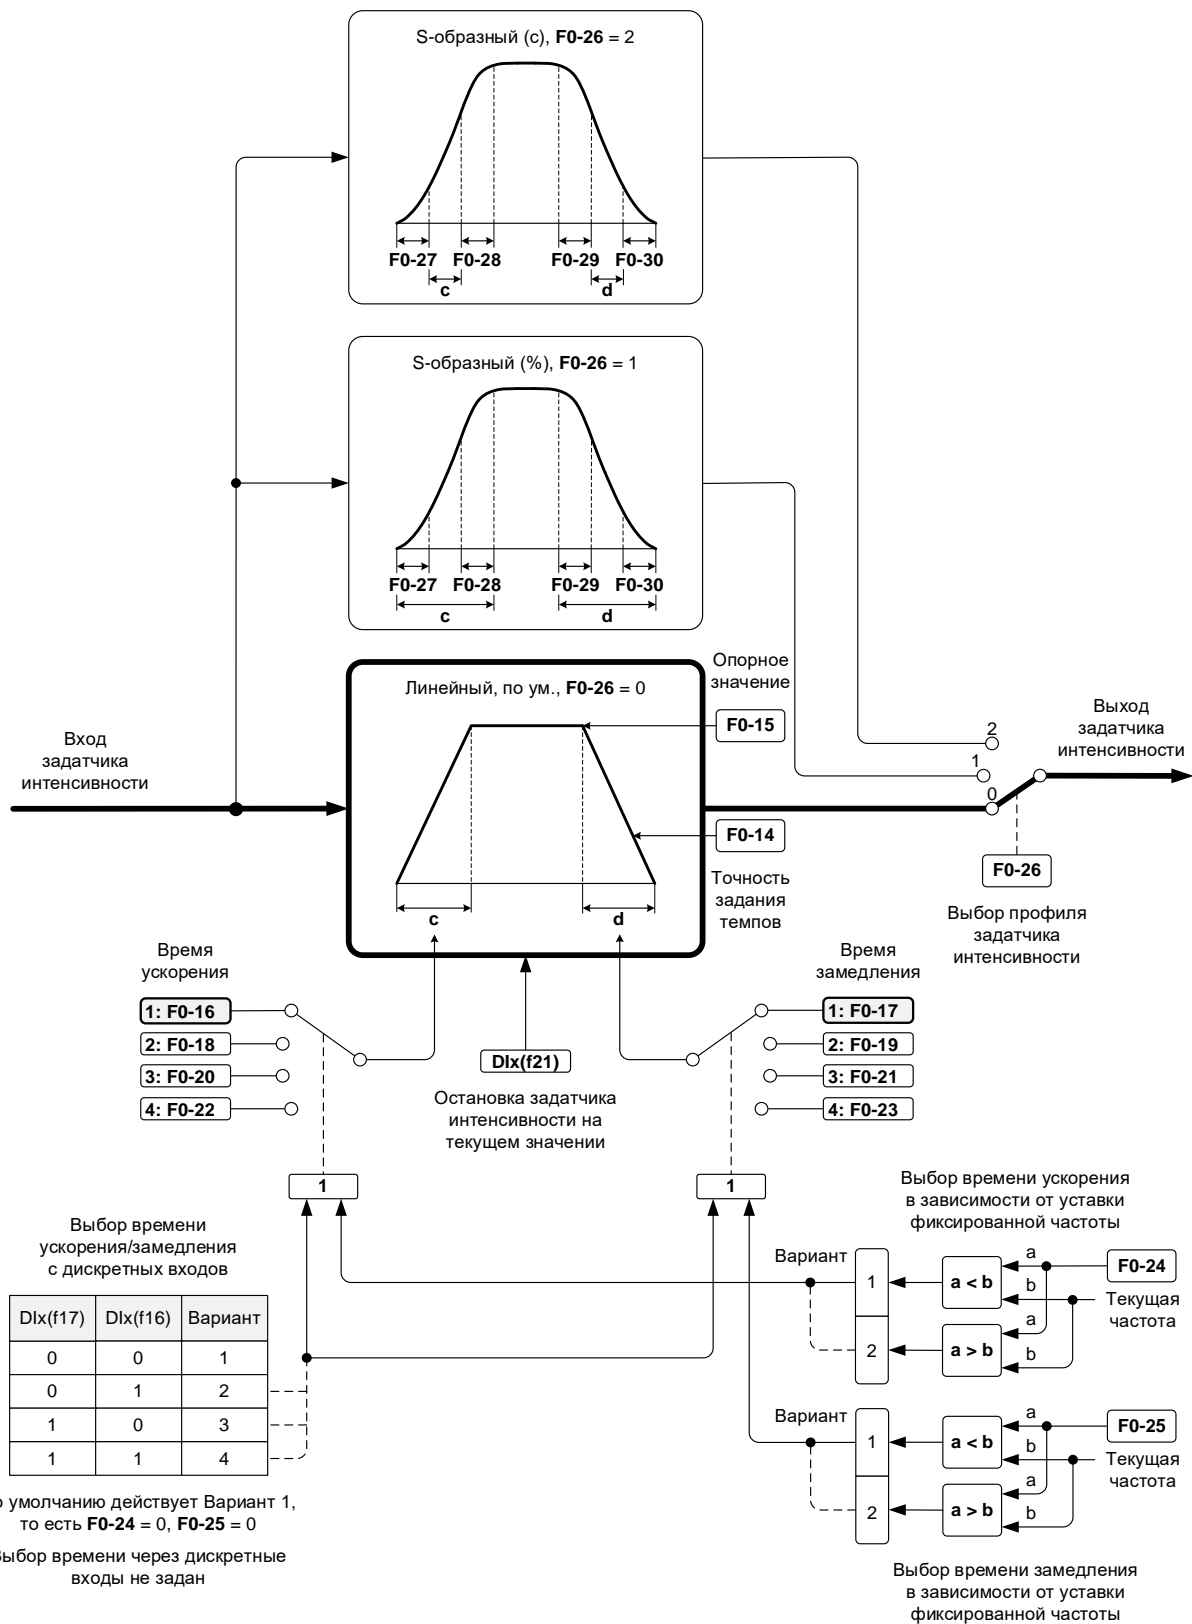 S-образный (с), F0-26 = 2
F0-27 F0-28 F0-29 F0-30
c d
S-образный (%), F0-26 = 1
F0-27 F0-28 F0-29 F0-30
c d
Опорное
значение
Линейный, по ум., F0-26 = 0
F0-15
Вход
задатчика
интенсивности
Выход
задатчика
интенсивности
2
1
0
F0-14
F0-26
Точность
задания
темпов
c d
Выбор профиля
задатчика
интенсивности
Время
ускорения
Время
замедления
1: F0-16
2: F0-18
3: F0-20
4: F0-22
DIx(f21)
Остановка задатчика
интенсивности на
текущем значении
1: F0-17
2: F0-19
3: F0-21
4: F0-23
1
1
Выбор времени ускорения
в зависимости от уставки
фиксированной частоты
Выбор времени
ускорения/замедления
с дискретных входов
DIx(f17) DIx(f16) Вариант
0 0 1
0 1 2
1 0 3
1 1 4
Вариант
1
2
a < b
a > b
a
b
a
b
F0-24
Текущая
частота
Вариант
1
2
a < b
a > b
a
b
a
b
F0-25
Текущая
частота
умолчанию действует Вариант 1,
то есть F0-24 = 0, F0-25 = 0
ыбор времени через дискретные
входы не задан
Выбор времени замедления
в зависимости от уставки
фиксированной частоты